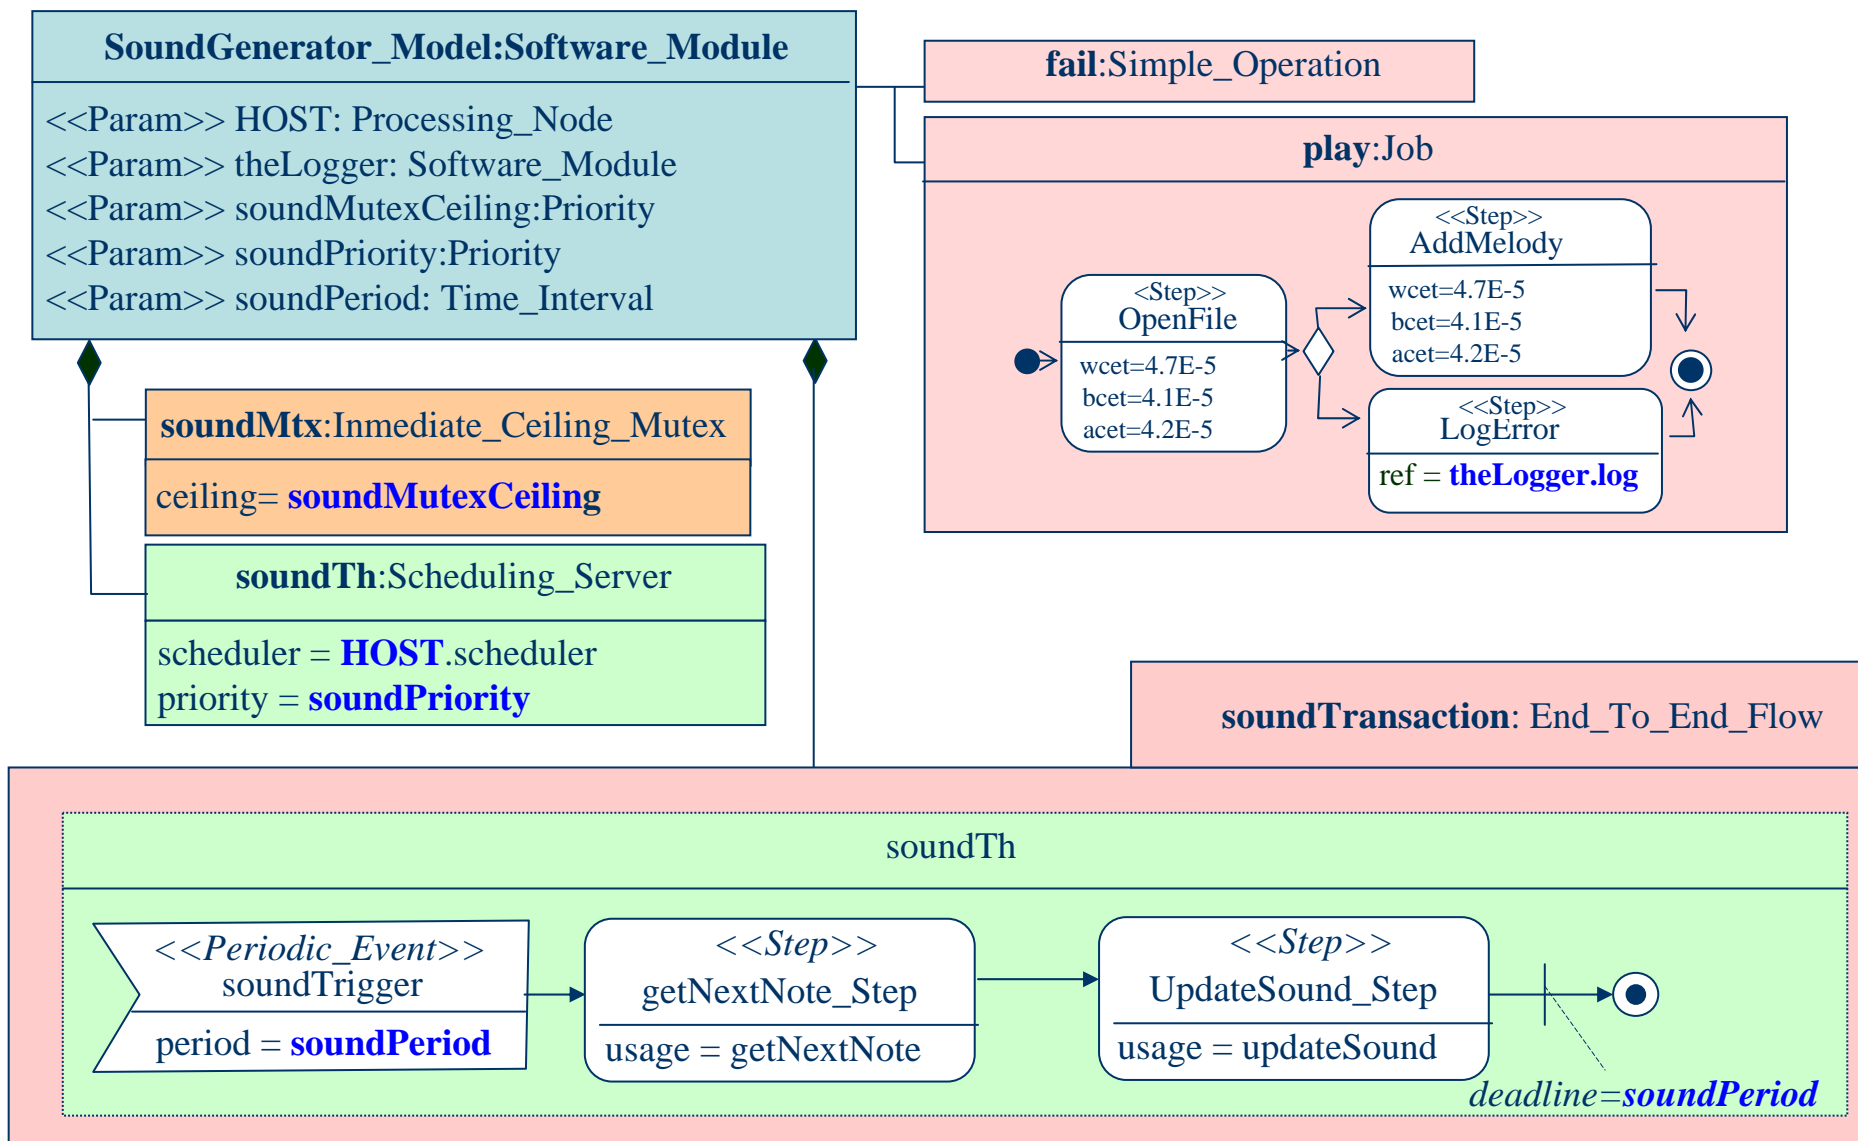 SoundGenerator_Model:Software_Module
<<Param>> HOST: Processing_Node
<<Param>> theLogger: Software_Module
<<Param>> soundMutexCeiling:Priority
<<Param>> soundPriority:Priority
<<Param>> soundPeriod: Time_Interval
fail:Simple_Operation
play:Job
<Step>>
OpenFile
wcet=4.7E-5
bcet=4.1E-5
acet=4.2E-5
<<Step>>
AddMelody
wcet=4.7E-5
bcet=4.1E-5
acet=4.2E-5
<<Step>>
LogError
ref = theLogger.log
soundMtx:Inmediate_Ceiling_Mutex
ceiling= soundMutexCeiling
soundTh:Scheduling_Server
scheduler = HOST.scheduler
priority = soundPriority
soundTransaction: End_To_End_Flow
soundTh
<<Periodic_Event>>
soundTrigger
period = soundPeriod
<<Step>>
getNextNote_Step
usage = getNextNote
<<Step>>
UpdateSound_Step
usage = updateSound
deadline=soundPeriod